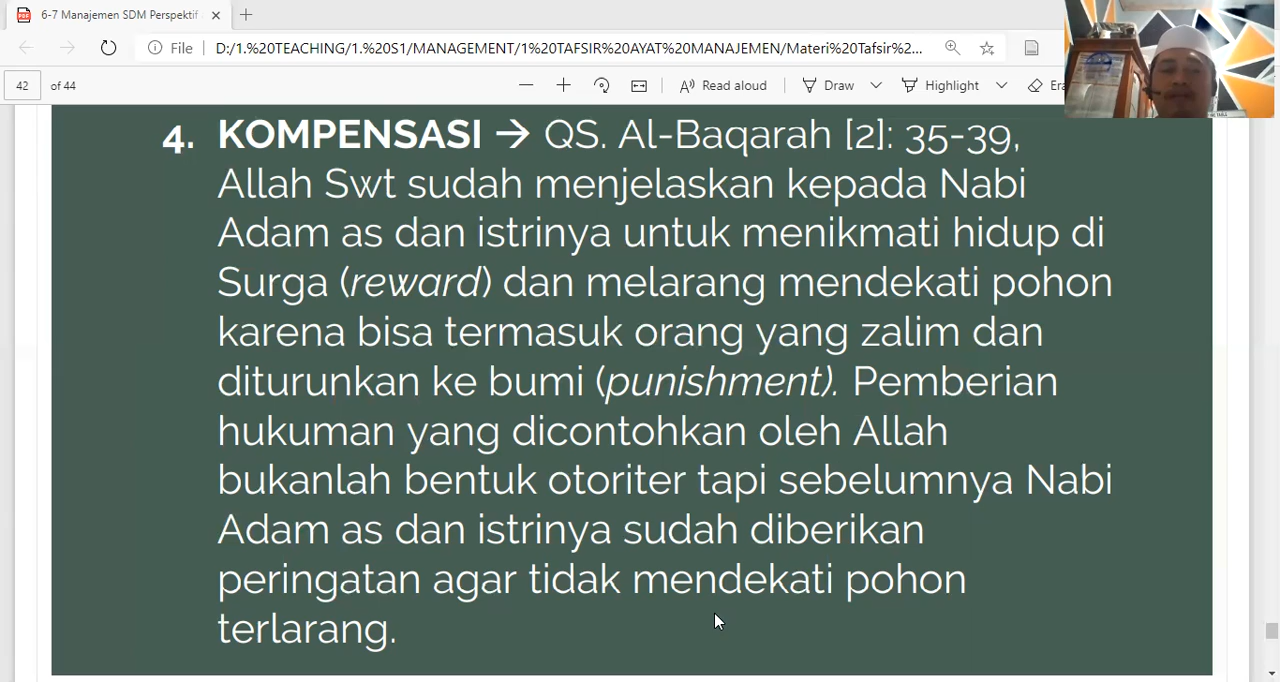 6-7 Manajemen SDM Perspektif
File
D:/1.%20TEACHING/1.%20S1/MANAGEMENT/1%20TAFSIR%20AYAT%20MANAJEMEN/Materi%20Tafsir%2...
42 of 44
Read aloud
Draw
Highlight
Era
4. KOMPENSASI → QS. Al-Baqarah [2]: 35-39,
Allah Swt sudah menjelaskan kepada Nabi
Adam as dan istrinya untuk menikmati hidup di
Surga (reward) dan melarang mendekati pohon
karena bisa termasuk orang yang zalim dan
diturunkan ke bumi (punishment). Pemberian
hukuman yang dicontohkan oleh Allah
bukanlah bentuk otoriter tapi sebelumnya Nabi
Adam as dan istrinya sudah diberikan
peringatan agar tidak mendekati pohon
terlarang.